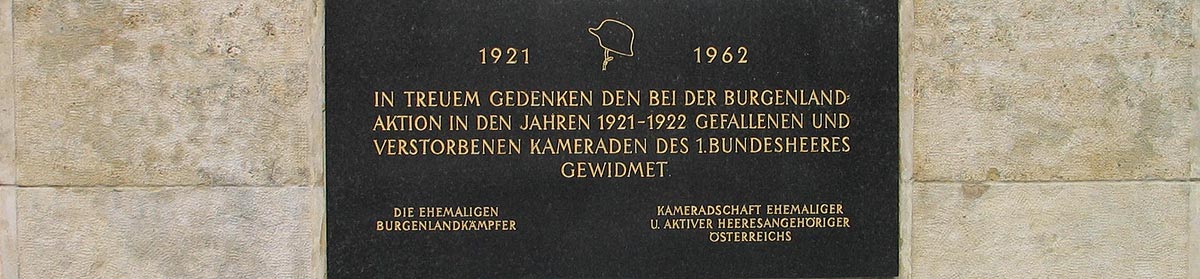 1921 1962
IN TREUEM GEDENKEN DEN BEI DER BURGENLAND-
AKTION IN DEN JAHREN 1921-1922 GEFALLENEN UND
VERSTORBENEN KAMERADEN DES 1. BUNDESHEERES
GEWIDMET.
DIE EHEMALIGEN
BURGENLANDKÄMPFER
KAMERADSCHAFT EHEMALIGER
U. AKTIVER HEERESANGEHÖRIGER
ÖSTERREICHS